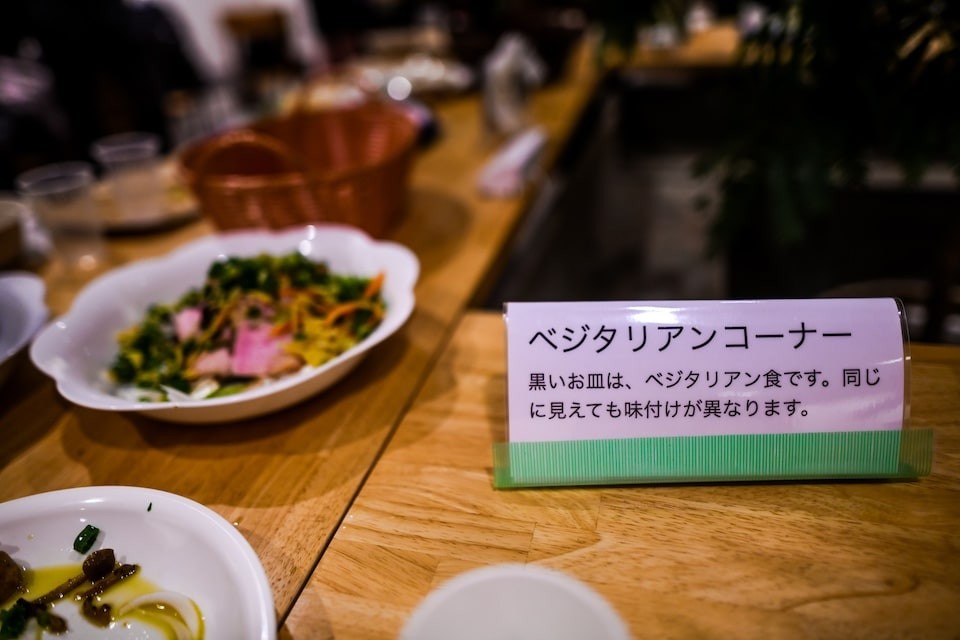 ベジタリアンコーナー
黒いお皿は、ベジタリアン食です。同じ
に見えても味付けが異なります。